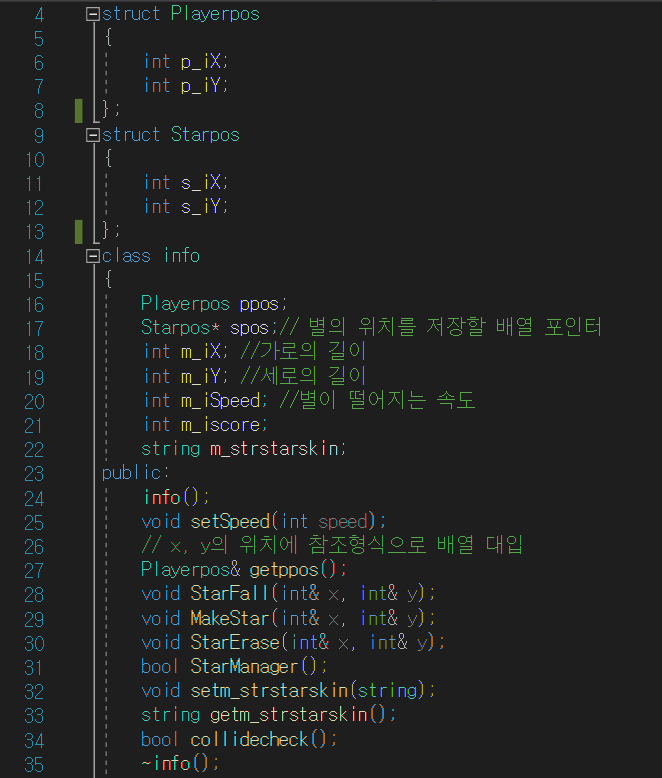 4 struct Playerpos
5 {
6 int p_iX;
7 int p_iY;
8 };
9 struct Starpos
10 {
11 int s_iX;
12 int s_iY;
13 };
14 class info
15 {
16 Playerpos ppos;
17 Starpos* spos;// 별의 위치를 저장할 배열 포인터
18 int m_iX; //가로의 길이
19 int m_iY; //세로의 길이
20 int m_iSpeed; //별이 떨어지는 속도
21 int m_iscore;
22 string m_strstarskin;
23 public:
24 info();
25 void setSpeed(int speed);
26 // x, y의 위치에 참조형식으로 배열 대입
27 Playerpos& getppos();
28 void StarFall(int& x, int& y);
29 void MakeStar(int& x, int& y);
30 void StarErase(int& x, int& y);
31 bool StarManager();
32 void setm_strstarskin(string);
33 string getm_strstarskin();
34 bool collidecheck();
35 ~info();